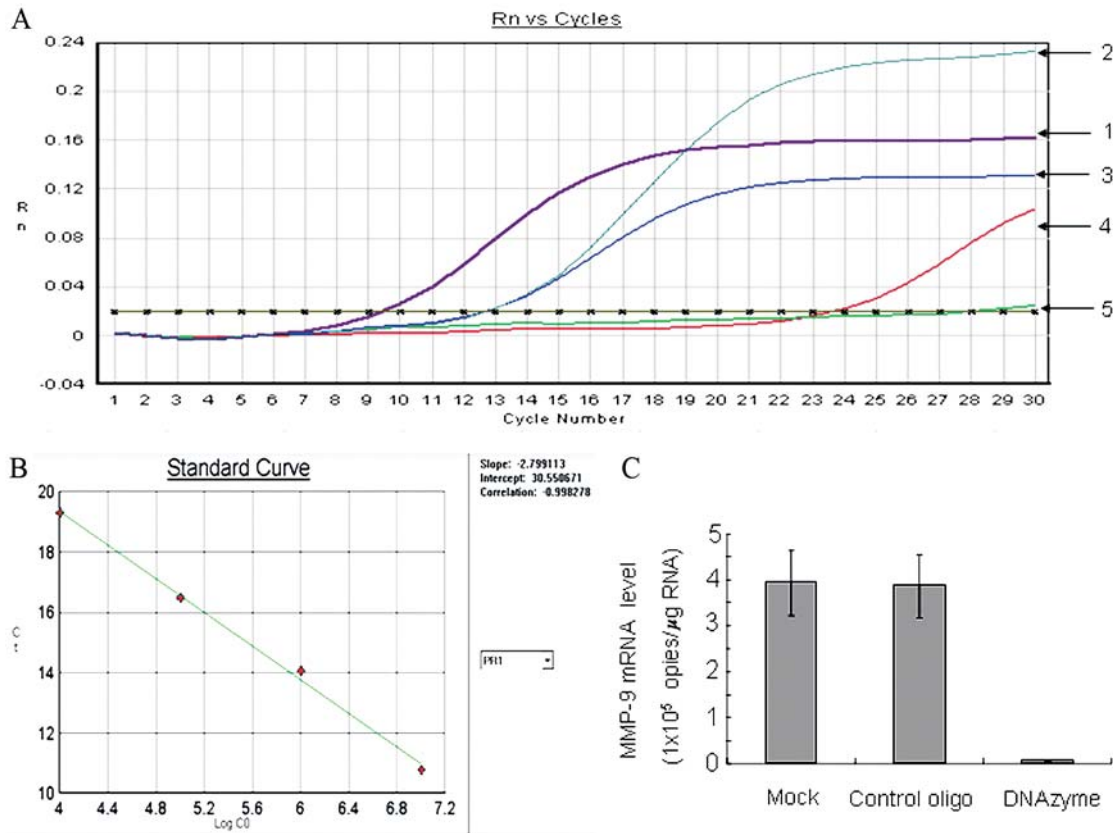 A
Rn vs Cycles
0.24
0.2
0.16
0.12
0.08
0.04
0
-0.04
R
n
1 2 3 4 5 6 7 8 9 10 11 12 13 14 15 16 17 18 19 20 21 22 23 24 25 26 27 28 29 30
Cycle Number
2
1
3
4
5
B
Standard Curve
20
18
16
14
12
10
C
t
4 4.4 4.8 5.2 5.6 6 6.4 6.8 7.2
Log C0
Slope: -2.799113
Intercept: 30.550671
Correlation: -0.998278
PR1
C
MMP-9 mRNA level
(1x10⁵ opies/µg RNA)
5
4
3
2
1
0
Mock Control oligo DNAzyme